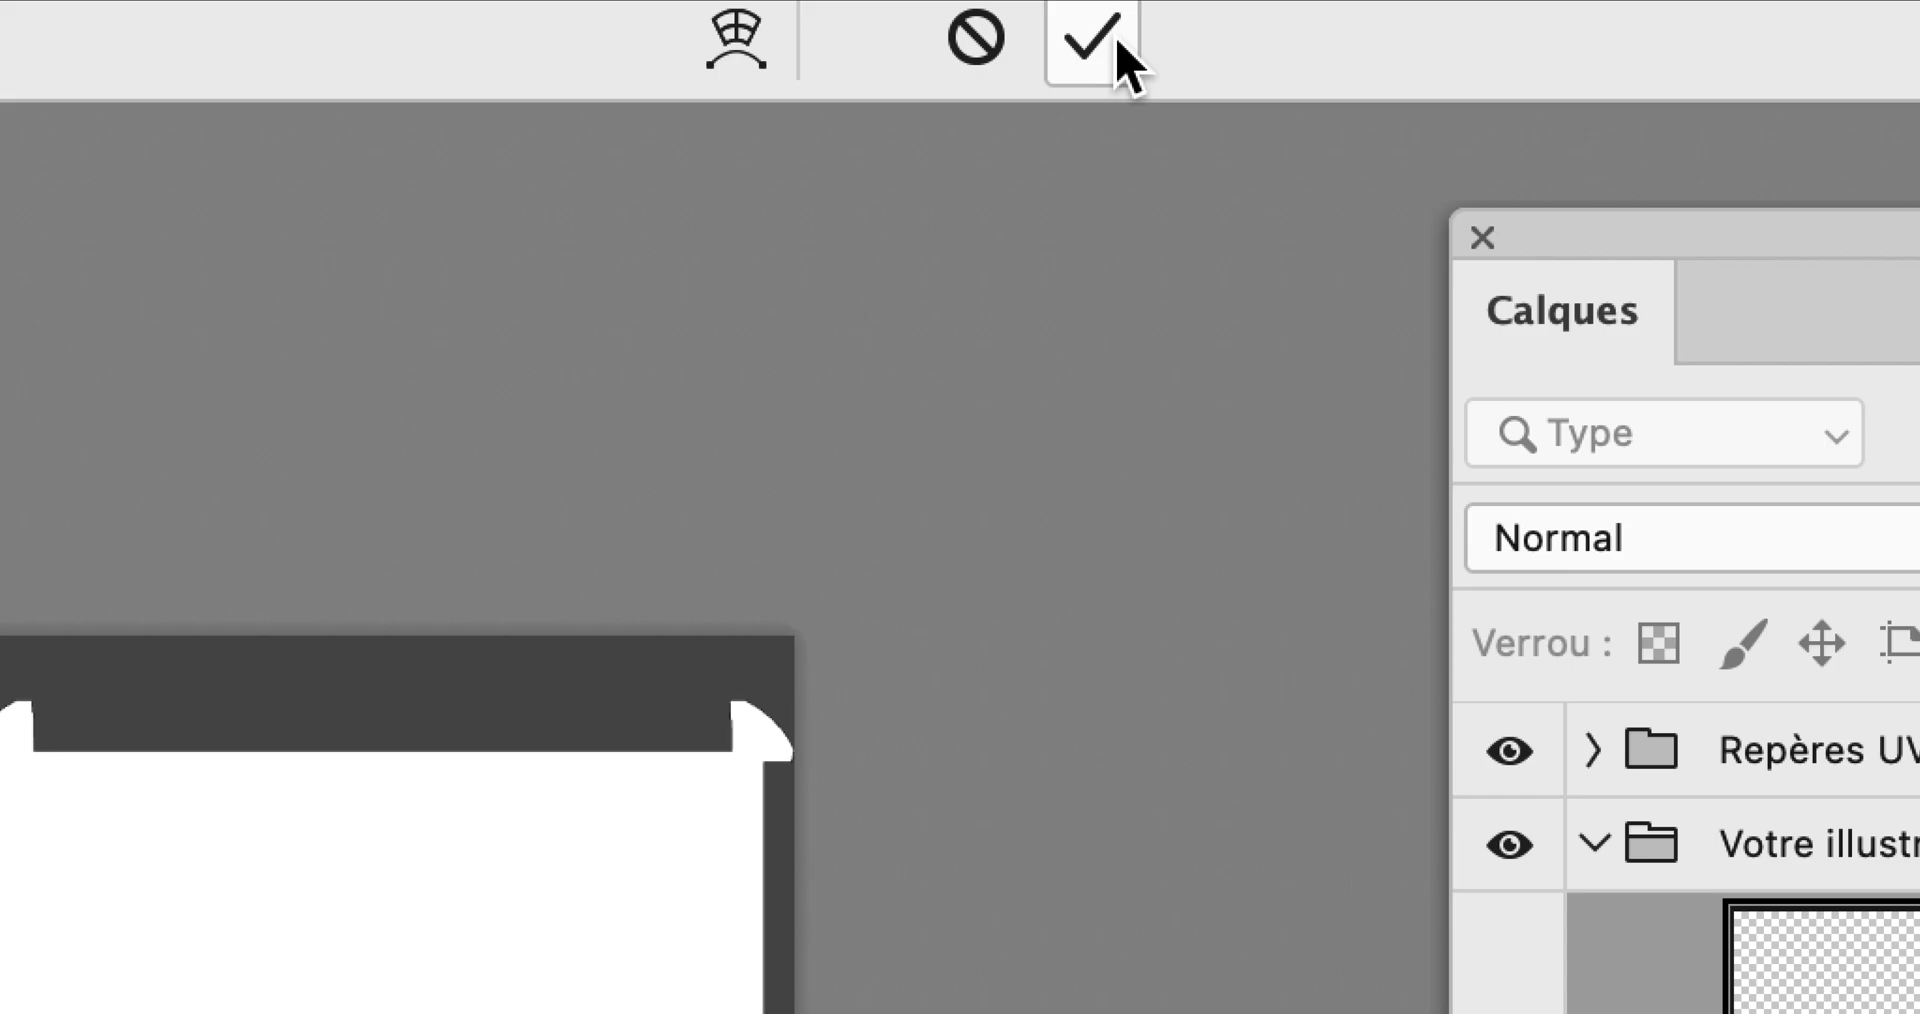 Calques
Type
Normal
Verrou :
Repères UV
Votre illustr